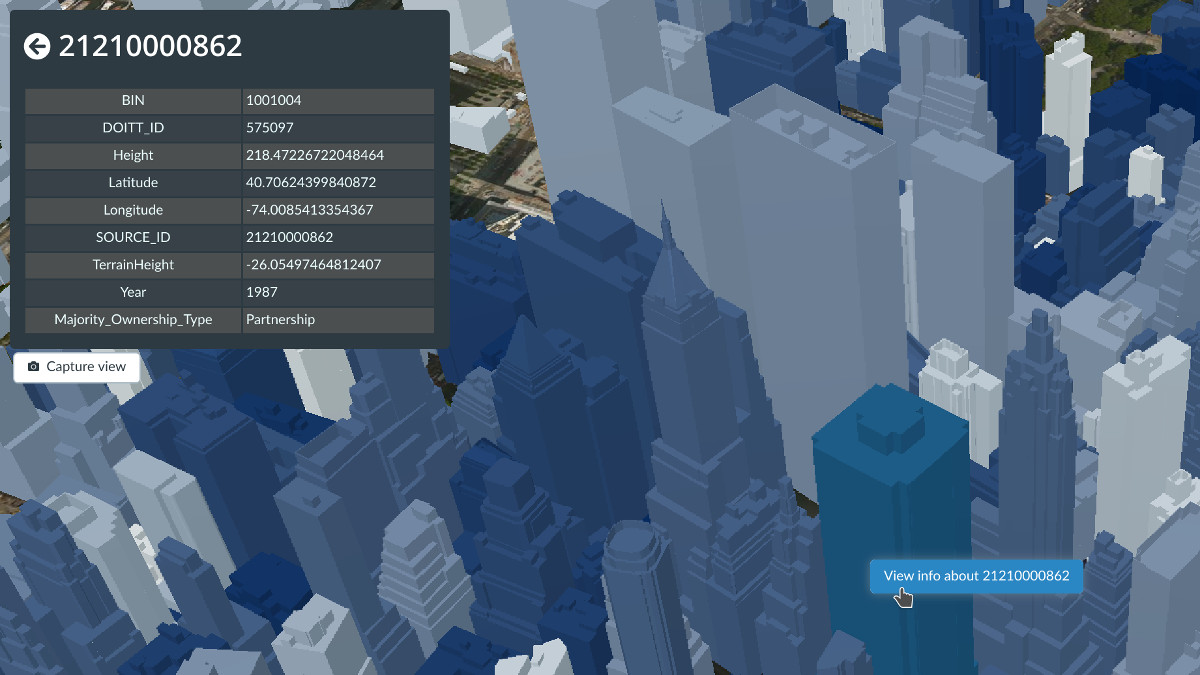 21210000862
BIN 1001004
DOITT_ID 575097
Height 218.47226722048464
Latitude 40.70624399840872
Longitude -74.0085413354367
SOURCE_ID 21210000862
TerrainHeight -26.05497464812407
Year 1987
Majority_Ownership_Type Partnership
Capture view
View info about 21210000862